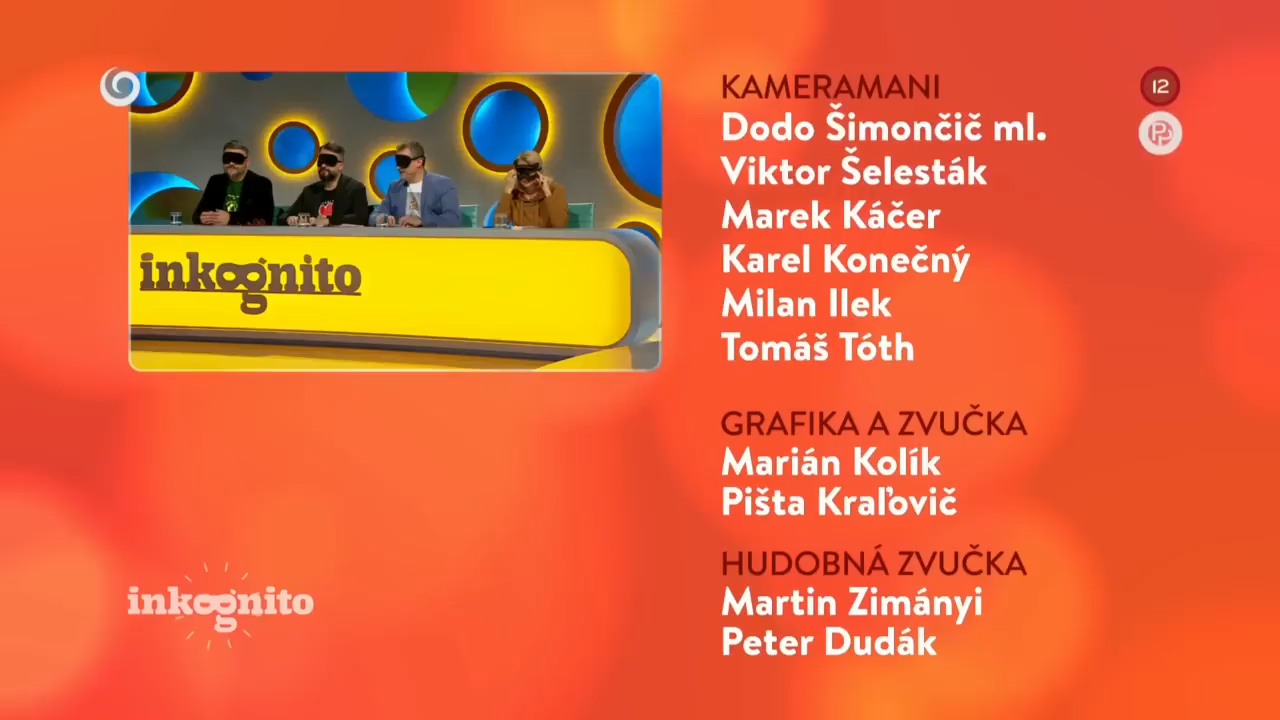 inkognito
inkognito
KAMERAMANI
Dodo Šimončič ml.
Viktor Šelesták
Marek Káčer
Karel Konečný
Milan Ilek
Tomáš Tóth
GRAFIKA A ZVUČKA
Marián Kolík
Pišta Kraľovič
HUDOBNÁ ZVUČKA
Martin Zimányi
Peter Dudák
12
P